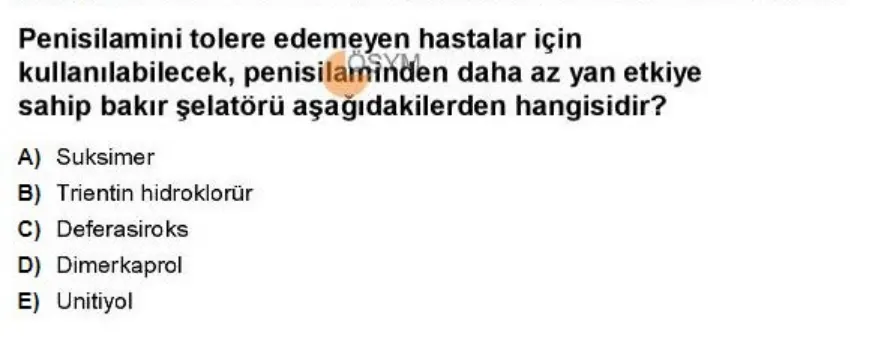 Penisilamini tolere edemeyen hastalar için
kullanılabilecek, penisilaminden daha az yan etkiye
sahip bakır şelatörü aşağıdakilerden hangisidir?
ÖSYM
A) Suksimer
B) Trientin hidroklorür
C) Deferasiroks
D) Dimerkaprol
E) Unitiyol